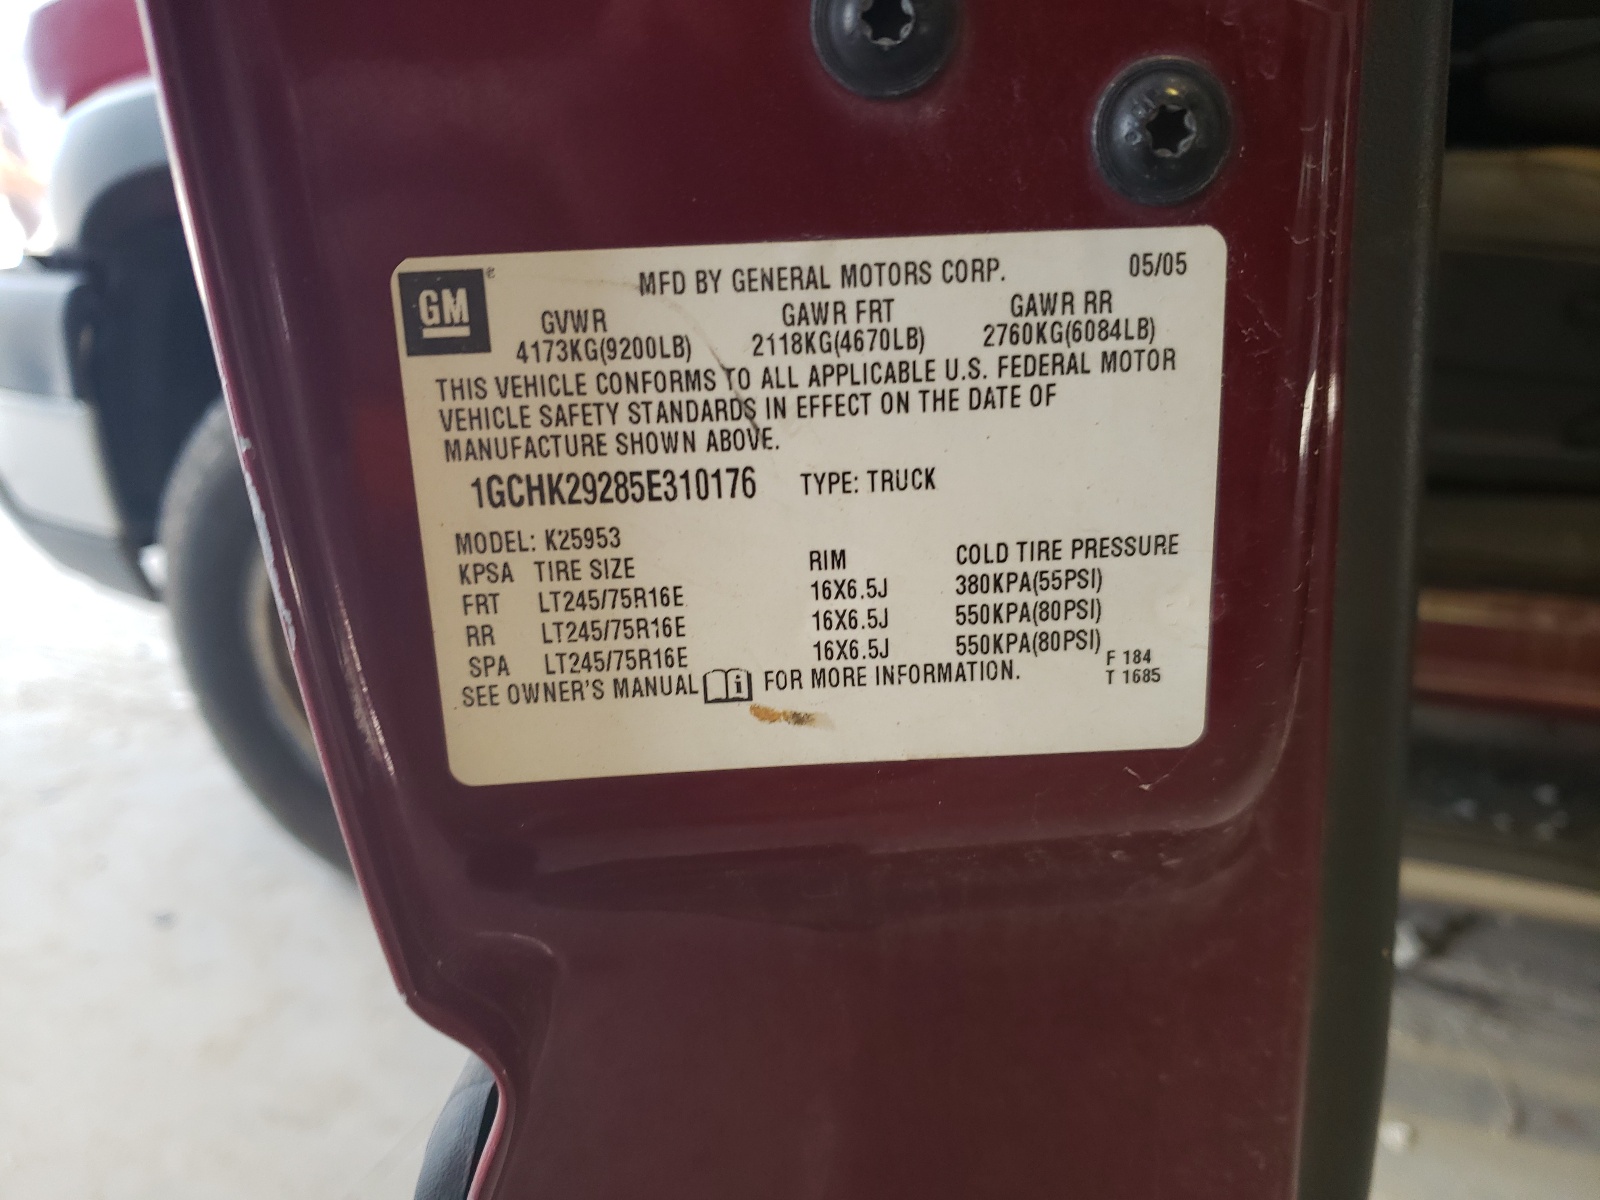 GM ® MFD BY GENERAL MOTORS CORP. 05/05
GVWR GAWR FRT GAWR RR
4173KG(9200LB) 2118KG(4670LB) 2760KG(6084LB)
THIS VEHICLE CONFORMS TO ALL APPLICABLE U.S. FEDERAL MOTOR
VEHICLE SAFETY STANDARDS IN EFFECT ON THE DATE OF
MANUFACTURE SHOWN ABOVE.
1GCHK29285E310176 TYPE: TRUCK
MODEL: K25953
KPSA TIRE SIZE RIM COLD TIRE PRESSURE
FRT LT245/75R16E 16X6.5J 380KPA(55PSI)
RR LT245/75R16E 16X6.5J 550KPA(80PSI)
SPA LT245/75R16E 16X6.5J 550KPA(80PSI)
SEE OWNER'S MANUAL i FOR MORE INFORMATION.
F 184
T 1685